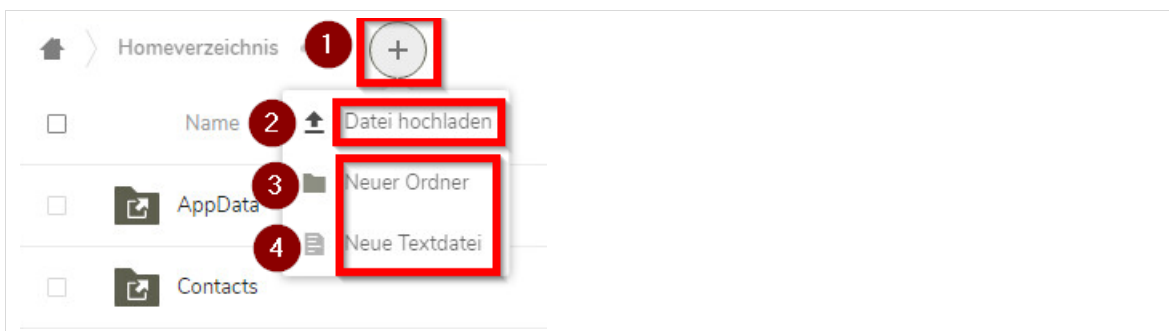 Homeverzeichnis 1 +
Name 2 Datei hochladen
3 Neuer Ordner
AppData
4 Neue Textdatei
Contacts